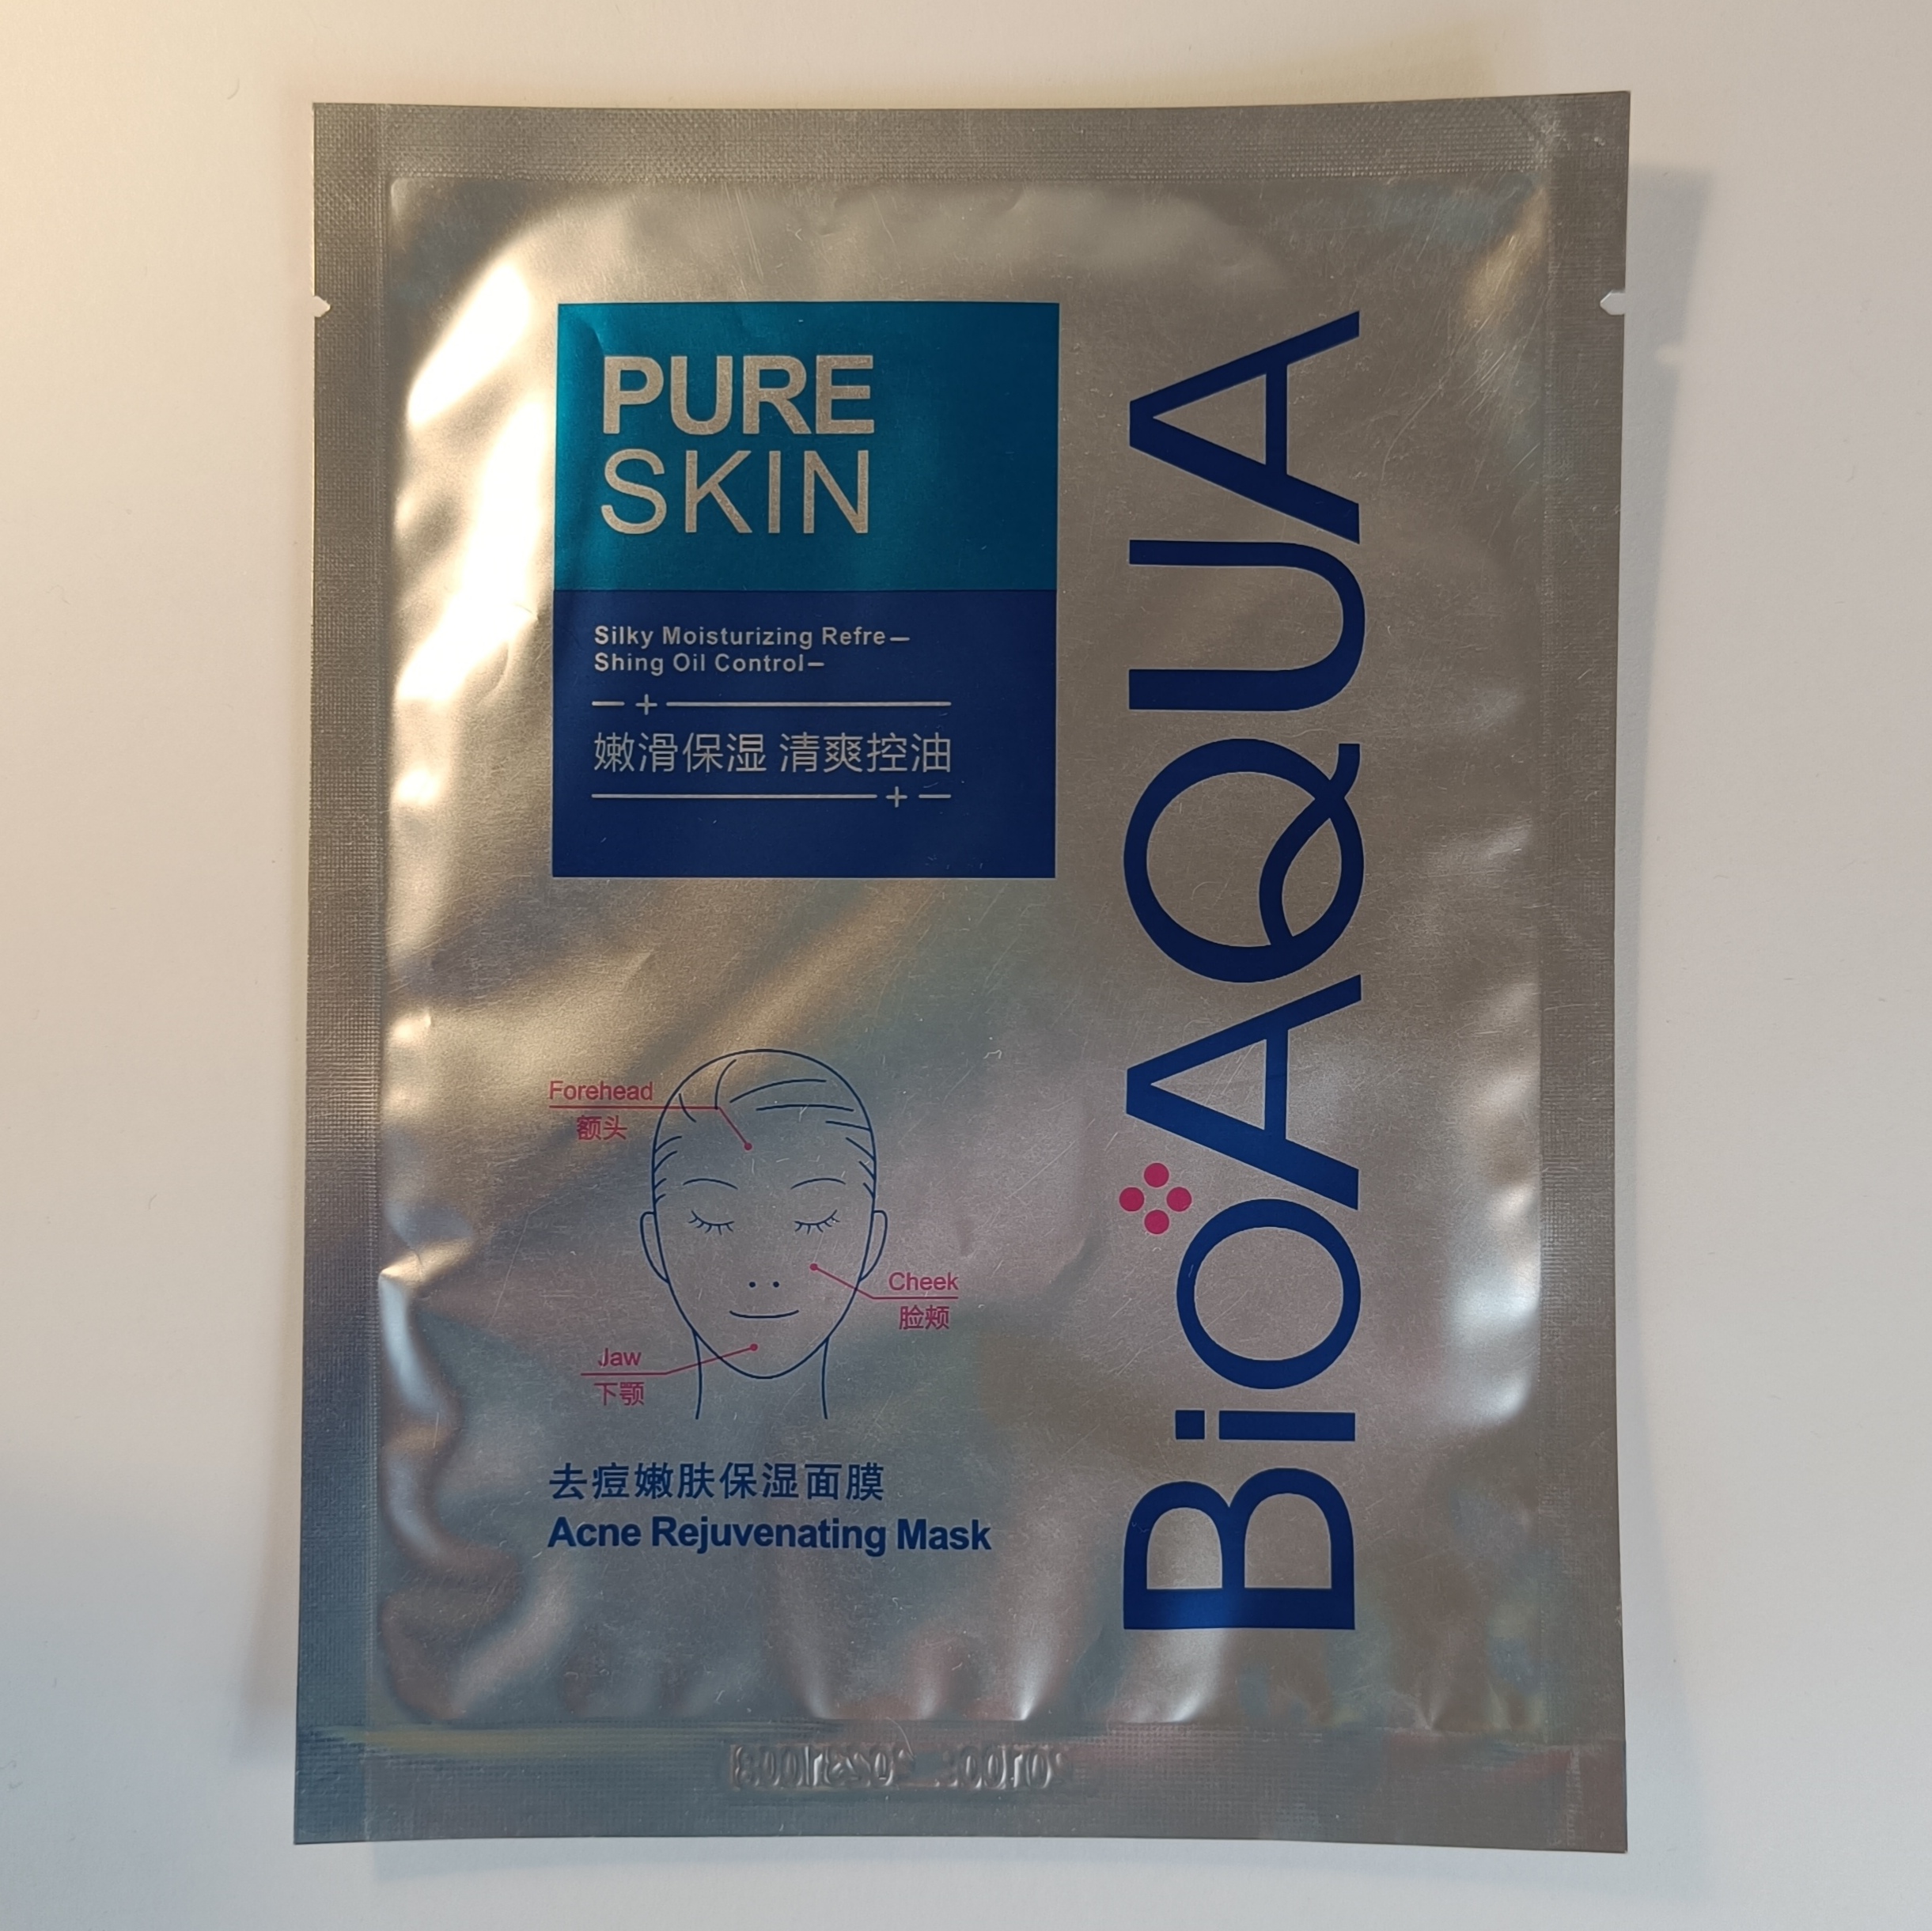 PURE
SKIN
Silky Moisturizing Refre—
Shing Oil Control—
嫩滑保湿 清爽控油
BiOAQUA
Forehead
额头
Cheek
脸颊
Jaw
下颚
去痘嫩肤保湿面膜
Acne Rejuvenating Mask